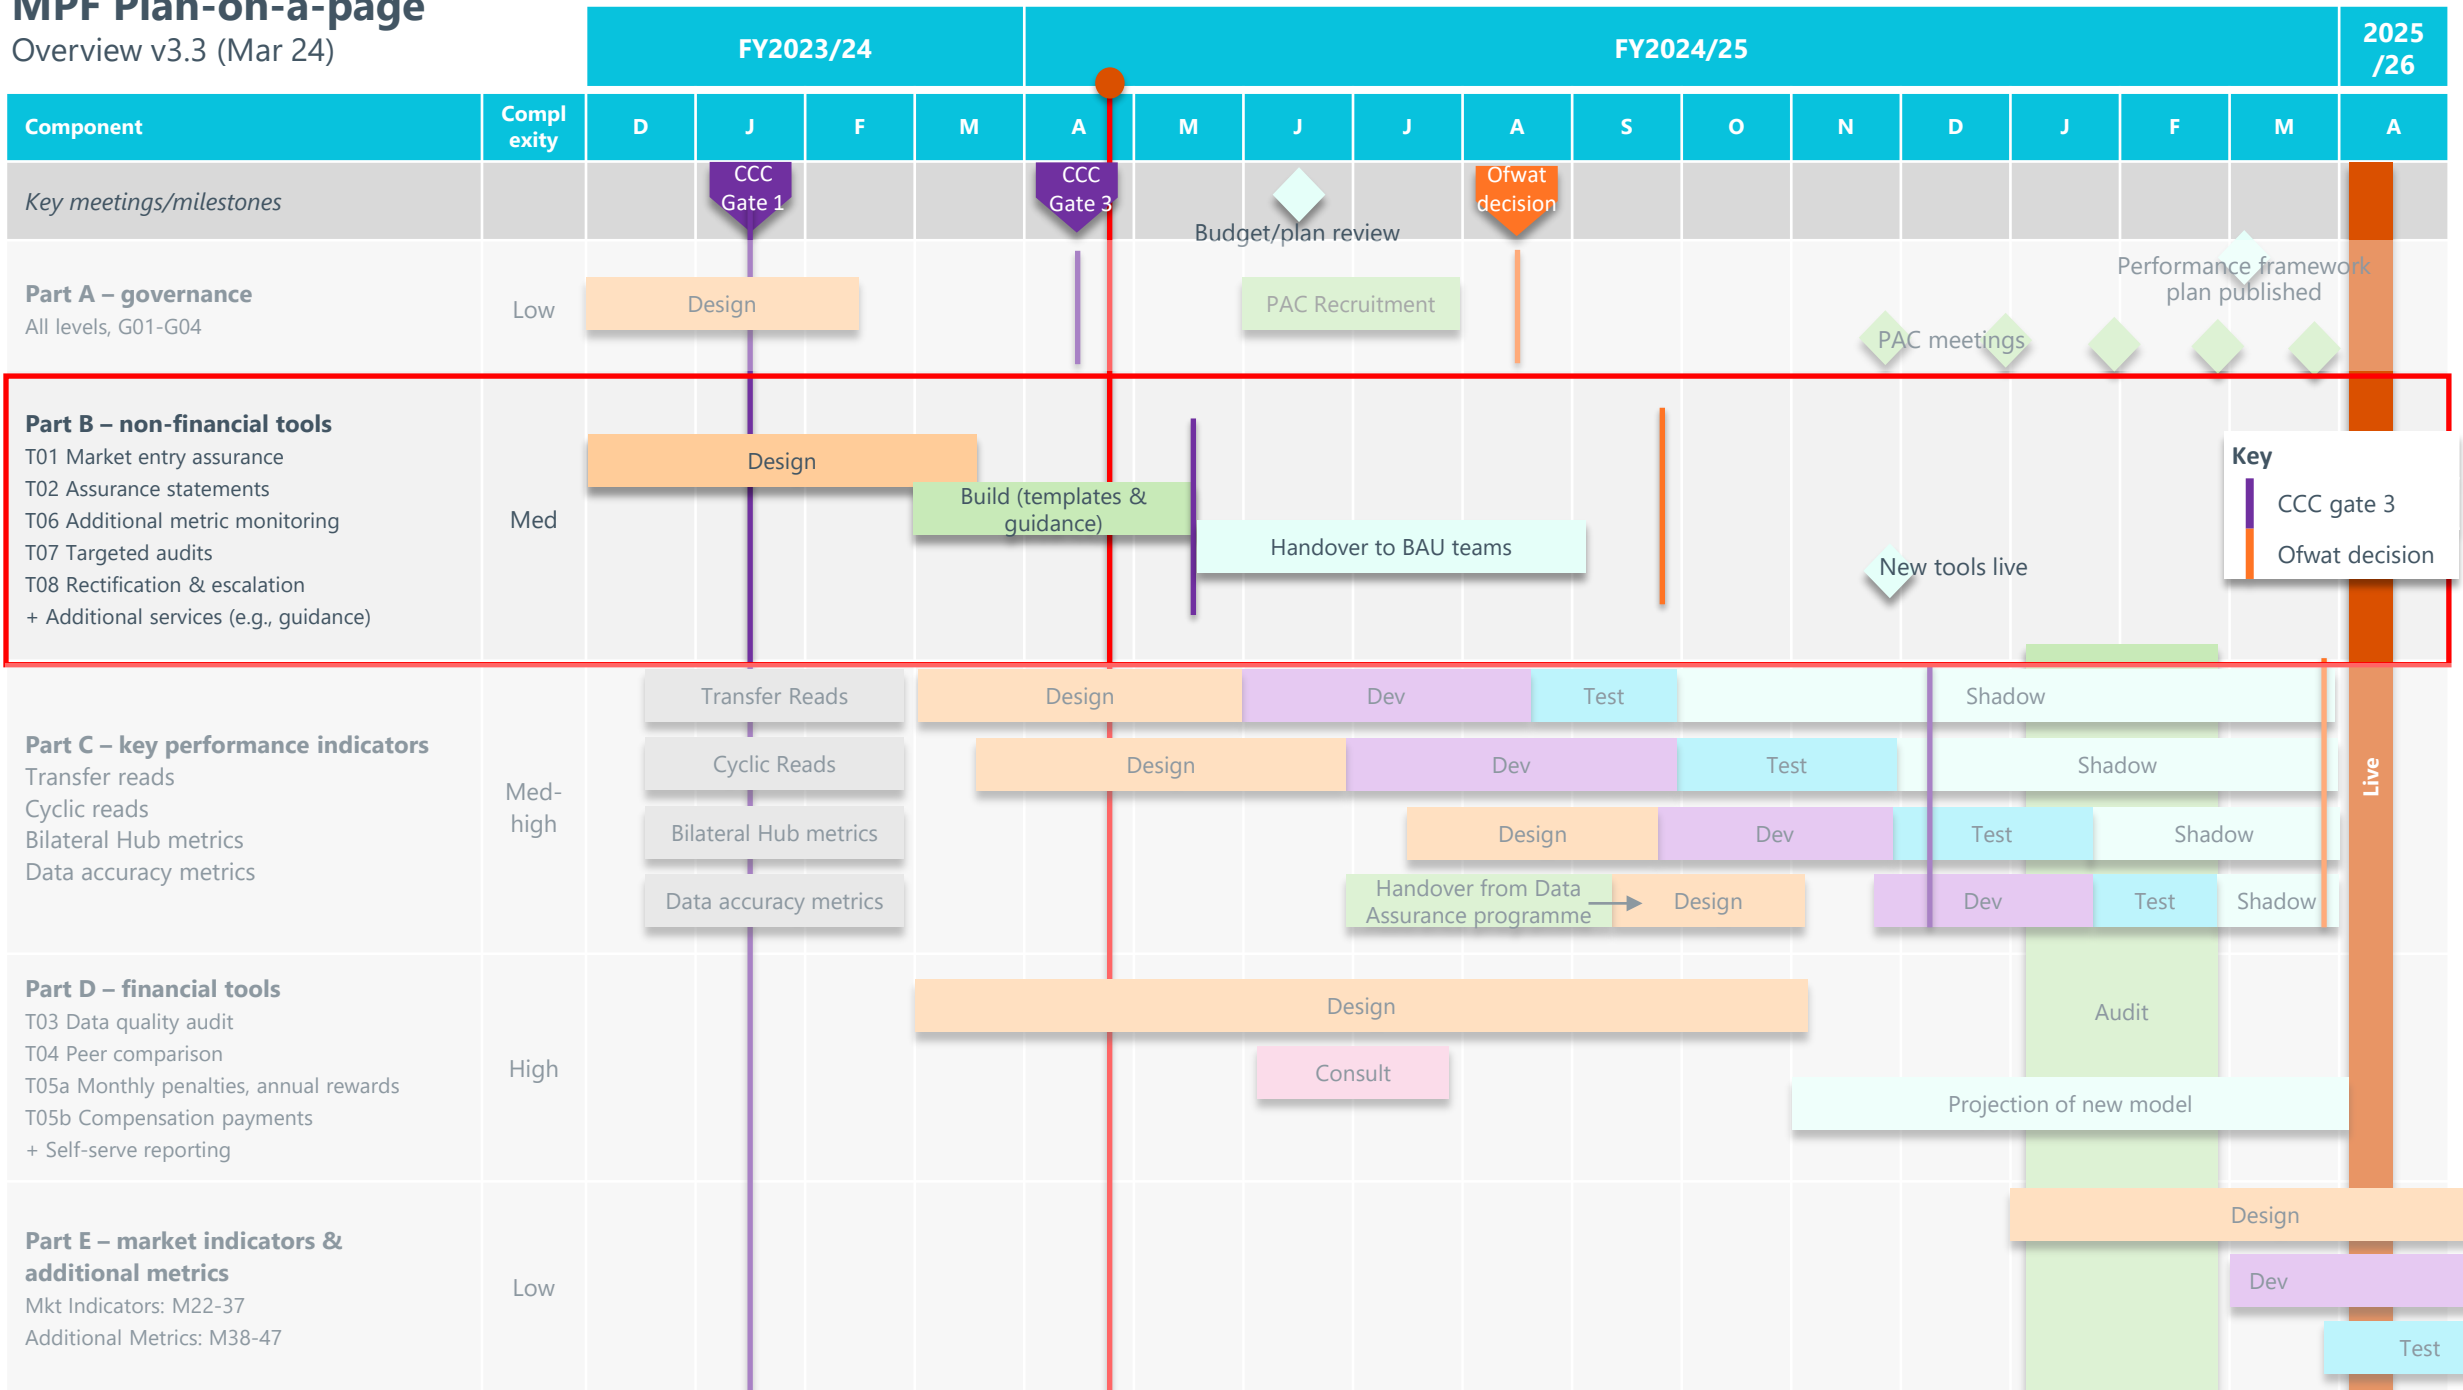 MPF Plan-on-a-page
Overview v3.3 (Mar 24)
FY2023/24
FY2024/25
2025
/26
Component
Compl
exity
D
J
F
M
A
M
J
J
A
S
O
N
D
J
F
M
A
Key meetings/milestones
CCC
Gate 1
CCC
Gate 3
Budget/plan review
Ofwat
decision
Part A – governance
All levels, G01-G04
Low
Design
PAC Recruitment
PAC meetings
Performance framework
plan published
Part B – non-financial tools
T01 Market entry assurance
T02 Assurance statements
T06 Additional metric monitoring
T07 Targeted audits
T08 Rectification & escalation
+ Additional services (e.g., guidance)
Med
Design
Build (templates &
guidance)
Handover to BAU teams
New tools live
Key
CCC gate 3
Ofwat decision
Part C – key performance indicators
Transfer reads
Cyclic reads
Bilateral Hub metrics
Data accuracy metrics
Med-
high
Transfer Reads
Design
Dev
Test
Shadow
Cyclic Reads
Design
Dev
Test
Shadow
Bilateral Hub metrics
Design
Dev
Test
Shadow
Data accuracy metrics
Handover from Data
Assurance programme
Design
Dev
Test
Shadow
Live
Part D – financial tools
T03 Data quality audit
T04 Peer comparison
T05a Monthly penalties, annual rewards
T05b Compensation payments
+ Self-serve reporting
High
Design
Consult
Audit
Projection of new model
Part E – market indicators &
additional metrics
Mkt Indicators: M22-37
Additional Metrics: M38-47
Low
Design
Dev
Test